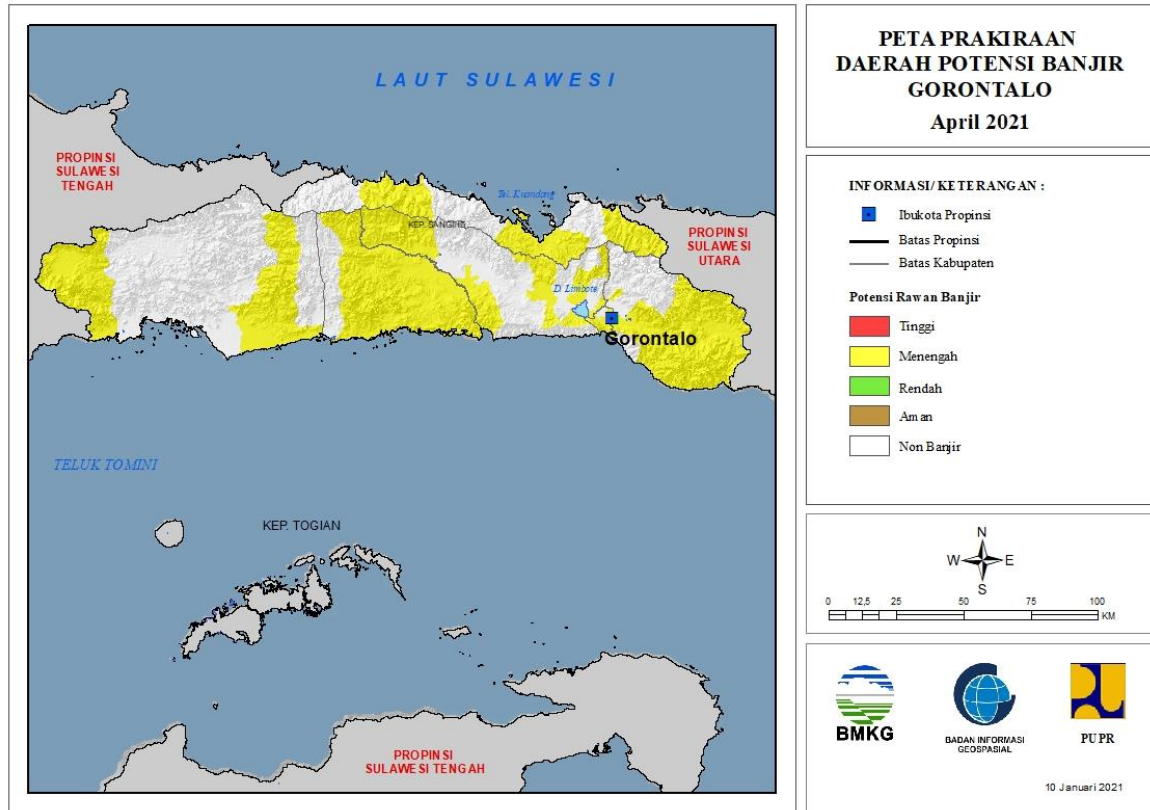 LAUT SULAWESI
PROPINSI
SULAWESI
TENGAH
Tel. Kwandang
KEP. SANGIHE
PROPINSI
SULAWESI
UTARA
D. Limboto
Gorontalo
TELUK TOMINI
KEP. TOGIAN
PROPINSI
SULAWESI TENGAH
PETA PRAKIRAAN
DAERAH POTENSI BANJIR
GORONTALO
April 2021
INFORMASI/ KETERANGAN :
Ibukota Propinsi
Batas Propinsi
Batas Kabupaten
Potensi Rawan Banjir
Tinggi
Menengah
Rendah
Aman
Non Banjir
N
W E
S
0 12,5 25 50 75 100
KM
BMKG
BADAN INFORMASI
GEOSPASIAL
PUPR
10 Januari 2021